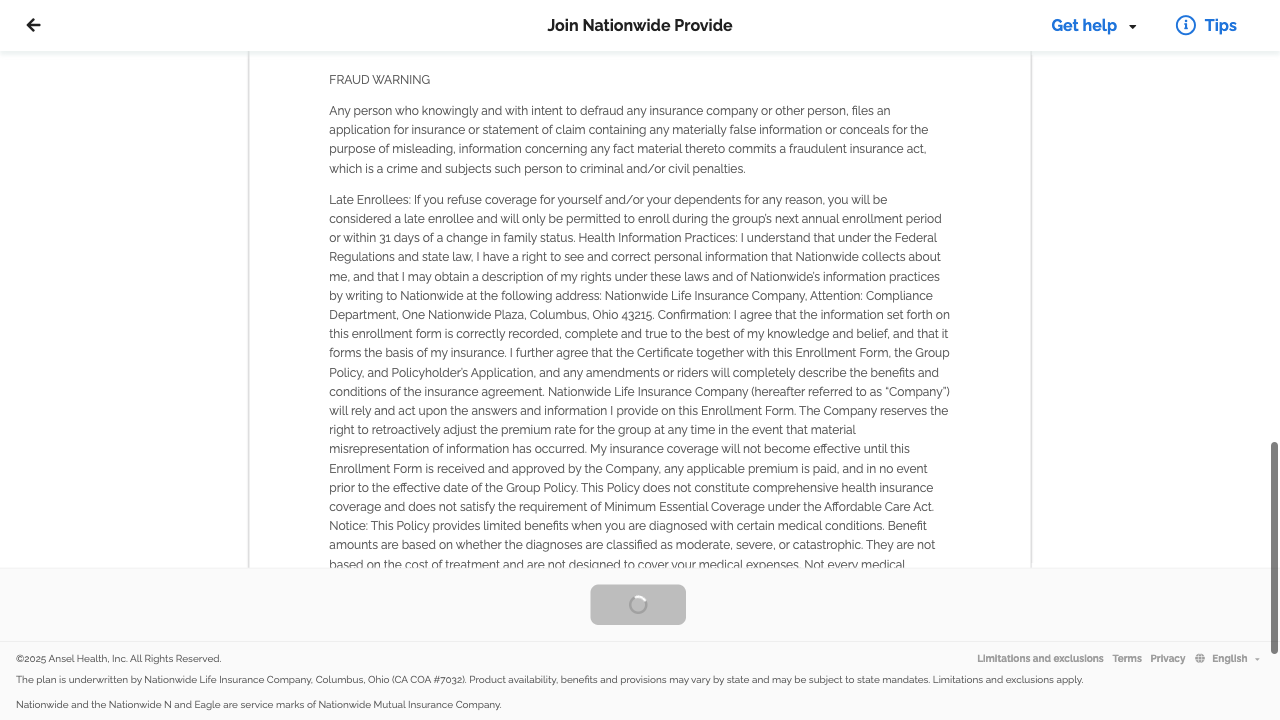 Join Nationwide Provide
Get help
Tips
FRAUD WARNING
Any person who knowingly and with intent to defraud any insurance company or other person, files an
application for insurance or statement of claim containing any materially false information or conceals for the
purpose of misleading, information concerning any fact material thereto commits a fraudulent insurance act,
which is a crime and subjects such person to criminal and/or civil penalties.
Late Enrollees: If you refuse coverage for yourself and/or your dependents for any reason, you will be
considered a late enrollee and will only be permitted to enroll during the group's next annual enrollment period
or within 31 days of a change in family status. Health Information Practices: I understand that under the Federal
Regulations and state law, I have a right to see and correct personal information that Nationwide collects about
me, and that I may obtain a description of my rights under these laws and of Nationwide's information practices
by writing to Nationwide at the following address: Nationwide Life Insurance Company, Attention: Compliance
Department, One Nationwide Plaza, Columbus, Ohio 43215. Confirmation: I agree that the information set forth on
this enrollment form is correctly recorded, complete and true to the best of my knowledge and belief, and that it
forms the basis of my insurance. I further agree that the Certificate together with this Enrollment Form, the Group
Policy, and Policyholder's Application, and any amendments or riders will completely describe the benefits and
conditions of the insurance agreement. Nationwide Life Insurance Company (hereafter referred to as “Company”)
will rely and act upon the answers and information I provide on this Enrollment Form. The Company reserves the
right to retroactively adjust the premium rate for the group at any time in the event that material
misrepresentation of information has occurred. My insurance coverage will not become effective until this
Enrollment Form is received and approved by the Company, any applicable premium is paid, and in no event
prior to the effective date of the Group Policy. This Policy does not constitute comprehensive health insurance
coverage and does not satisfy the requirement of Minimum Essential Coverage under the Affordable Care Act.
Notice: This Policy provides limited benefits when you are diagnosed with certain medical conditions. Benefit
amounts are based on whether the diagnoses are classified as moderate, severe, or catastrophic. They are not
based on the cost of treatment and are not designed to cover your medical expenses. Not every medical
©2025 Ansel Health, Inc. All Rights Reserved.
Limitations and exclusions Terms Privacy English
The plan is underwritten by Nationwide Life Insurance Company, Columbus, Ohio (CA COA #7032). Product availability, benefits and provisions may vary by state and may be subject to state mandates. Limitations and exclusions apply.
Nationwide and the Nationwide N and Eagle are service marks of Nationwide Mutual Insurance Company.